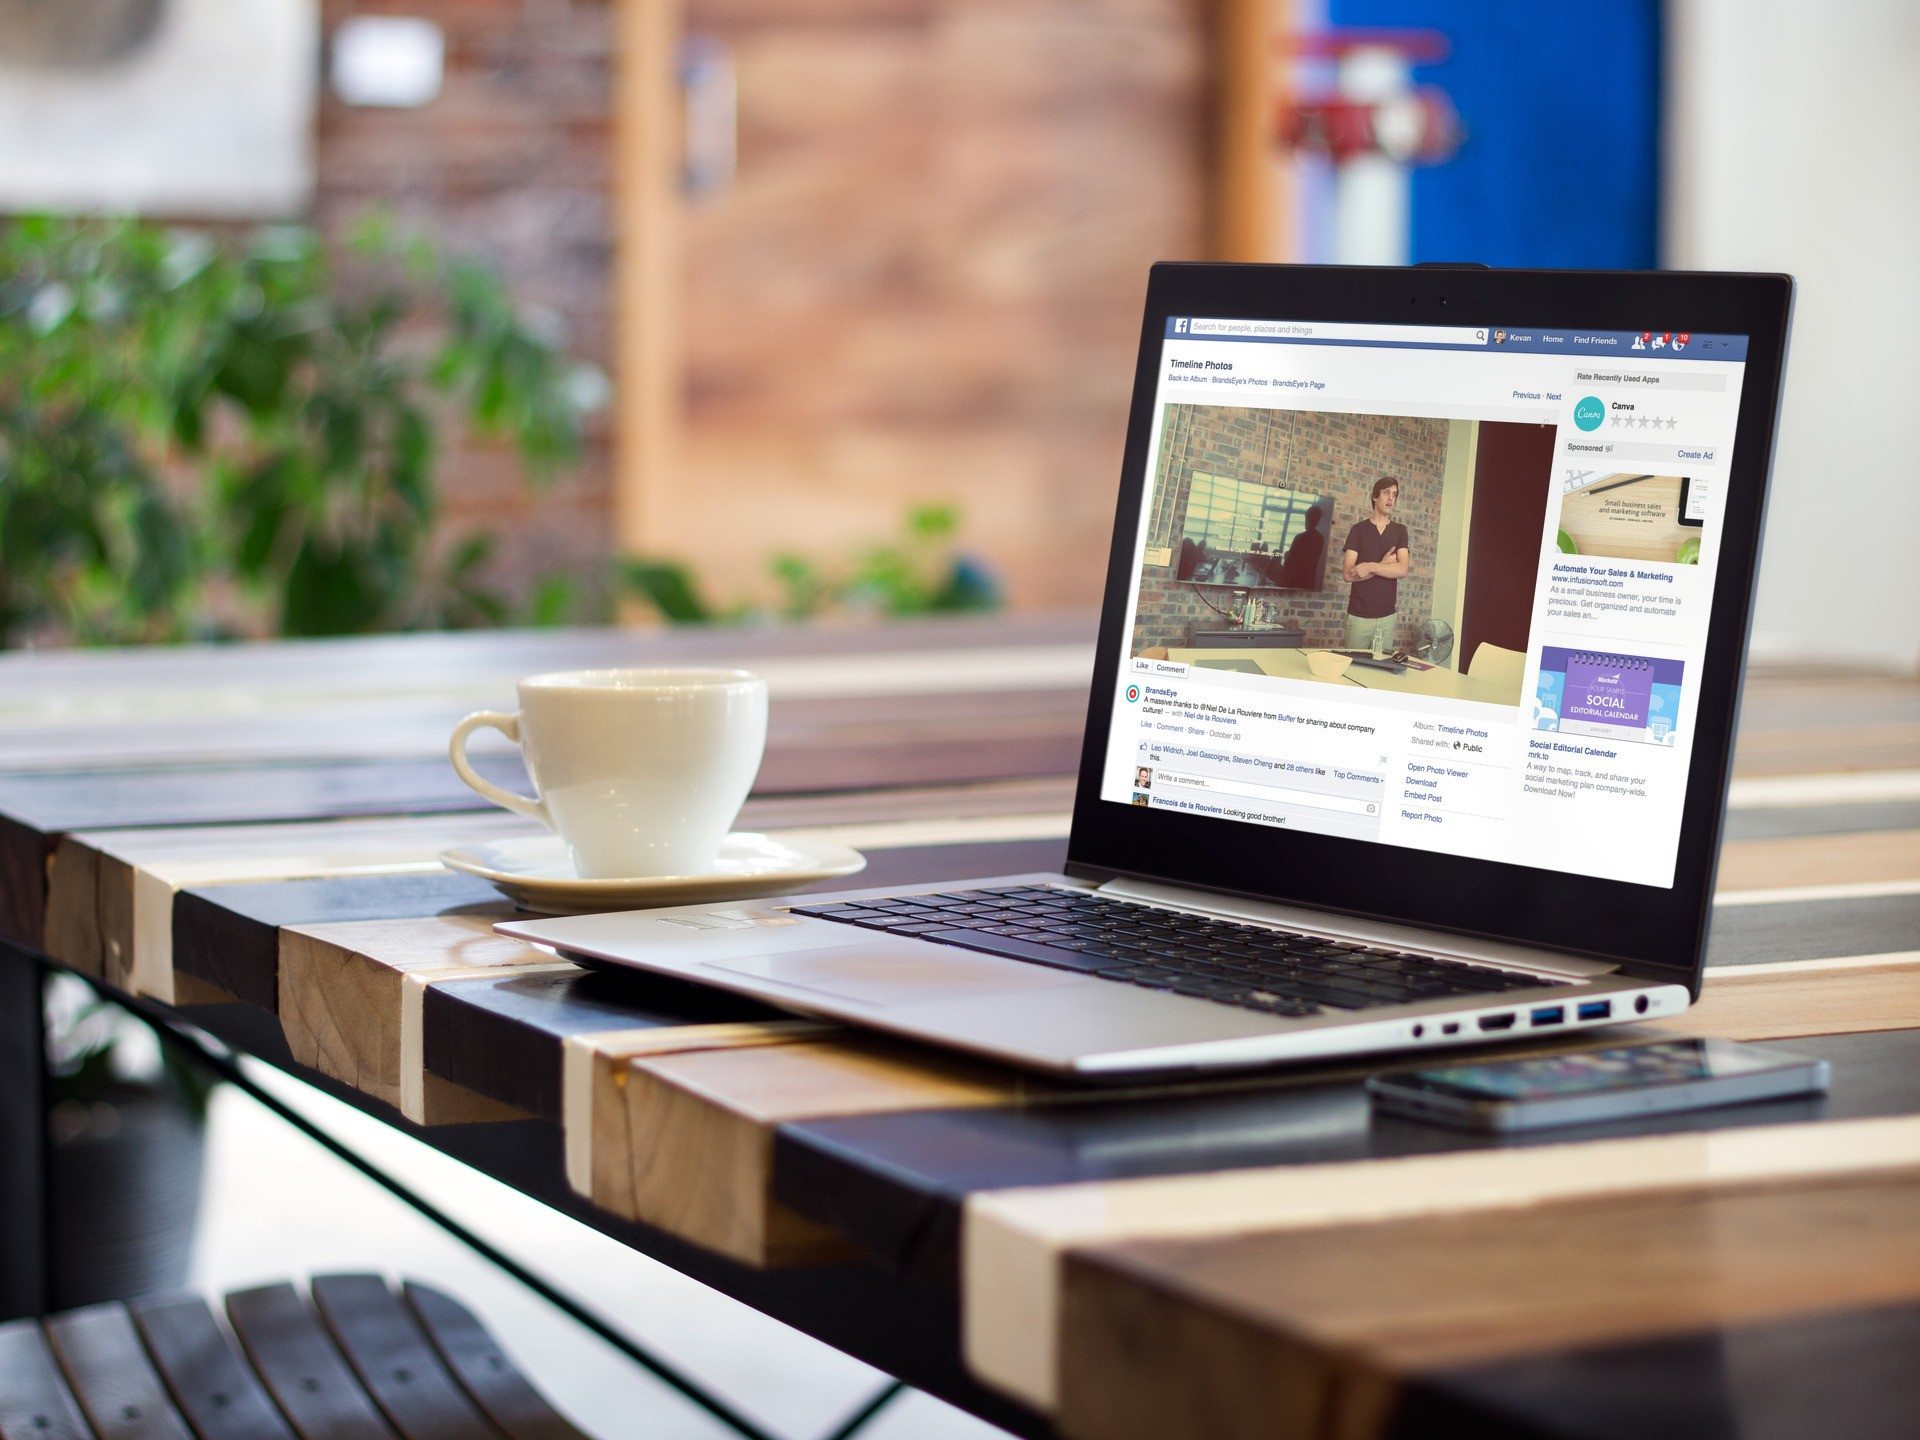 Search for people, places and things
Kevan Home Find Friends 2 1 10
Timeline Photos
Back to Album · BrandsEye's Photos · BrandsEye's Page
Previous · Next
Like Comment
BrandsEye
A massive thanks to @Niel De La Rouviere from Buffer for sharing about company
culture! — with Niel de la Rouviere.
Like · Comment · Share · October 30
Leo Widrich, Joel Gascoigne, Steven Cheng and 28 others like
this.
Top Comments
Write a comment...
Francois de la Rouviere Looking good brother!
Album: Timeline Photos
Shared with: Public
Open Photo Viewer
Download
Embed Post
Report Photo
Rate Recently Used Apps
Canva
Canva
Sponsored
Create Ad
Small business sales
and marketing software
Automate Your Sales & Marketing
www.infusionsoft.com
As a small business owner, your time is
precious. Get organized and automate
your sales an...
Marketo
YOUR SAMPLE
SOCIAL
EDITORIAL CALENDAR
JANUARY
Social Editorial Calendar
mrk.to
A way to map, track, and share your
social marketing plan company-wide.
Download Now!